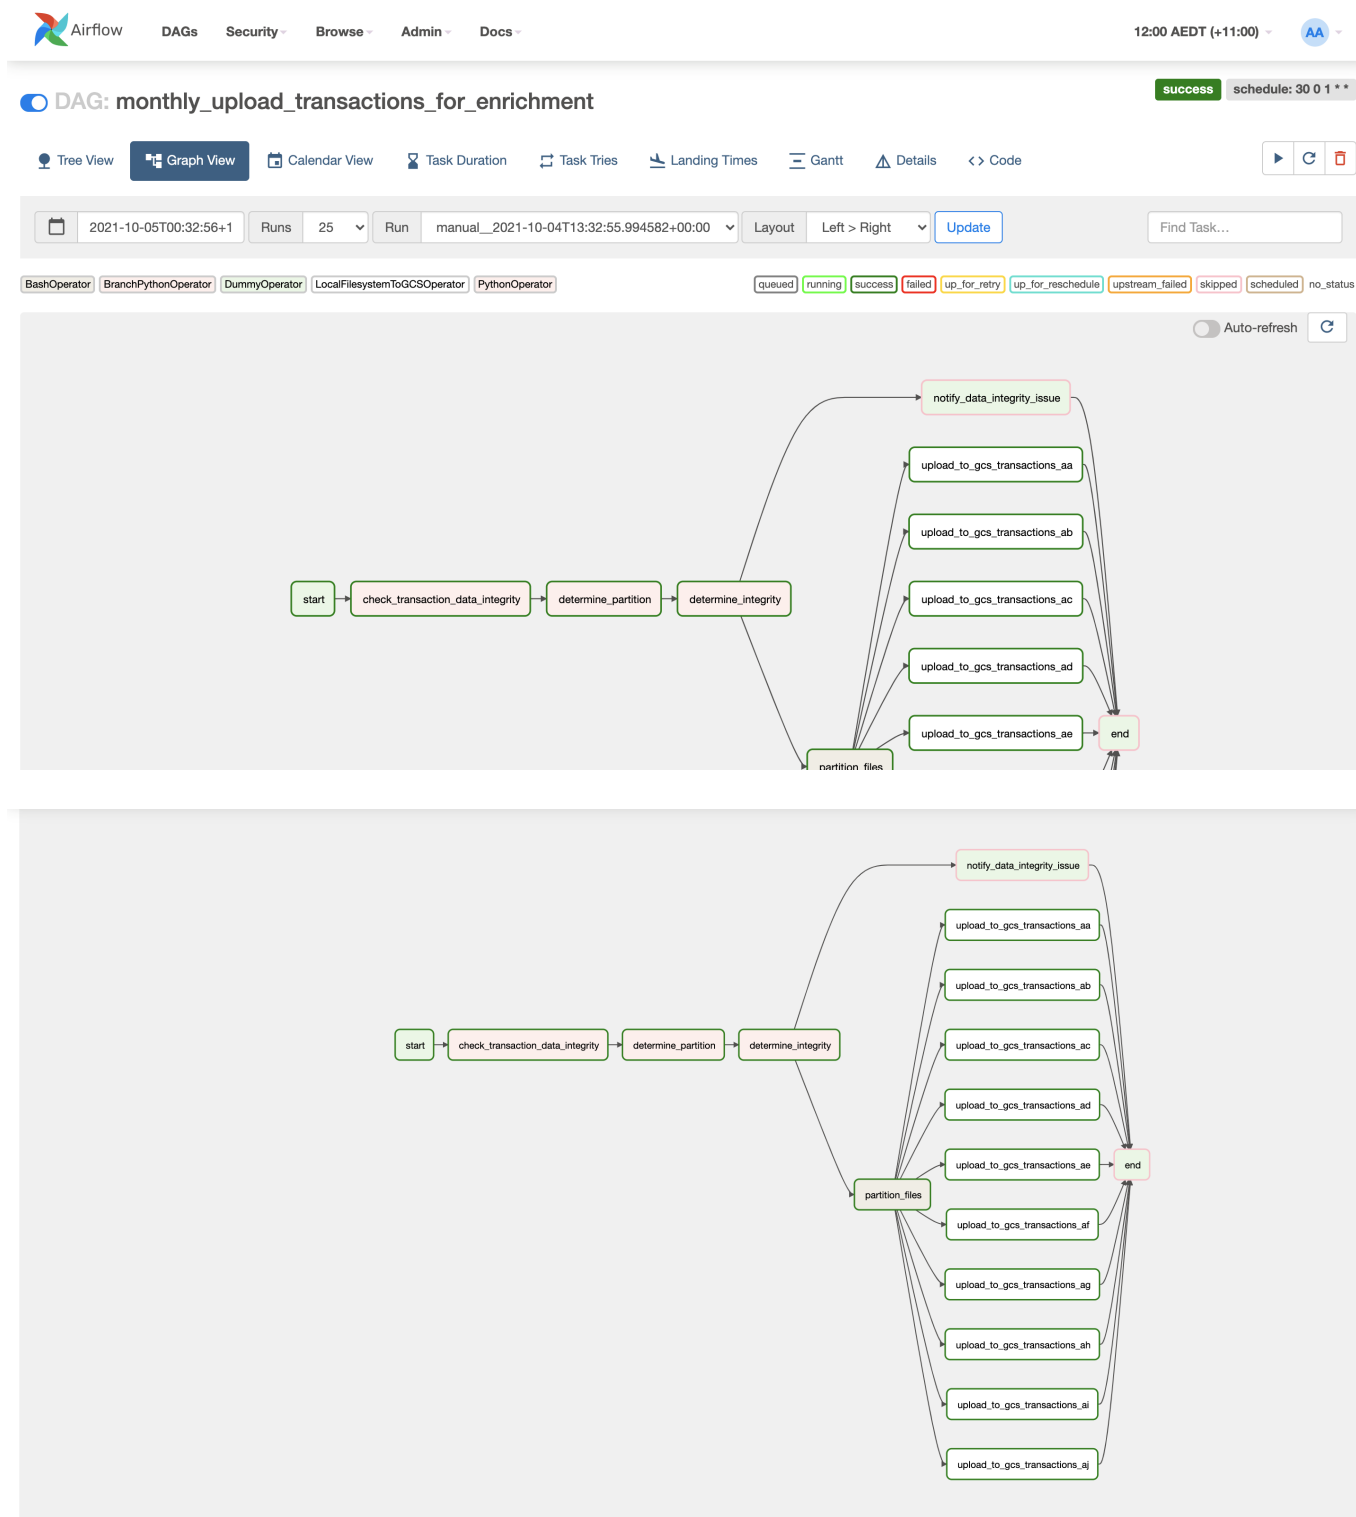 Airflow DAGs Security Browse Admin Docs 12:00 AEDT (+11:00) AA
DAG: monthly_upload_transactions_for_enrichment success schedule: 30 0 1 * *
Tree View Graph View Calendar View Task Duration Task Tries Landing Times Gantt Details Code
2021-10-05T00:32:56+1 Runs 25 Run manual__2021-10-04T13:32:55.994582+00:00 Layout Left > Right Update Find Task...
BashOperator BranchPythonOperator DummyOperator LocalFilesystemToGCSOperator PythonOperator queued running success failed up_for_retry up_for_reschedule upstream_failed skipped scheduled no_status
Auto-refresh
notify_data_integrity_issue
upload_to_gcs_transactions_aa
upload_to_gcs_transactions_ab
start check_transaction_data_integrity determine_partition determine_integrity upload_to_gcs_transactions_ac
upload_to_gcs_transactions_ad
upload_to_gcs_transactions_ae end
partition_files
notify_data_integrity_issue
upload_to_gcs_transactions_aa
upload_to_gcs_transactions_ab
start check_transaction_data_integrity determine_partition determine_integrity upload_to_gcs_transactions_ac
upload_to_gcs_transactions_ad
upload_to_gcs_transactions_ae end
partition_files
upload_to_gcs_transactions_af
upload_to_gcs_transactions_ag
upload_to_gcs_transactions_ah
upload_to_gcs_transactions_ai
upload_to_gcs_transactions_aj